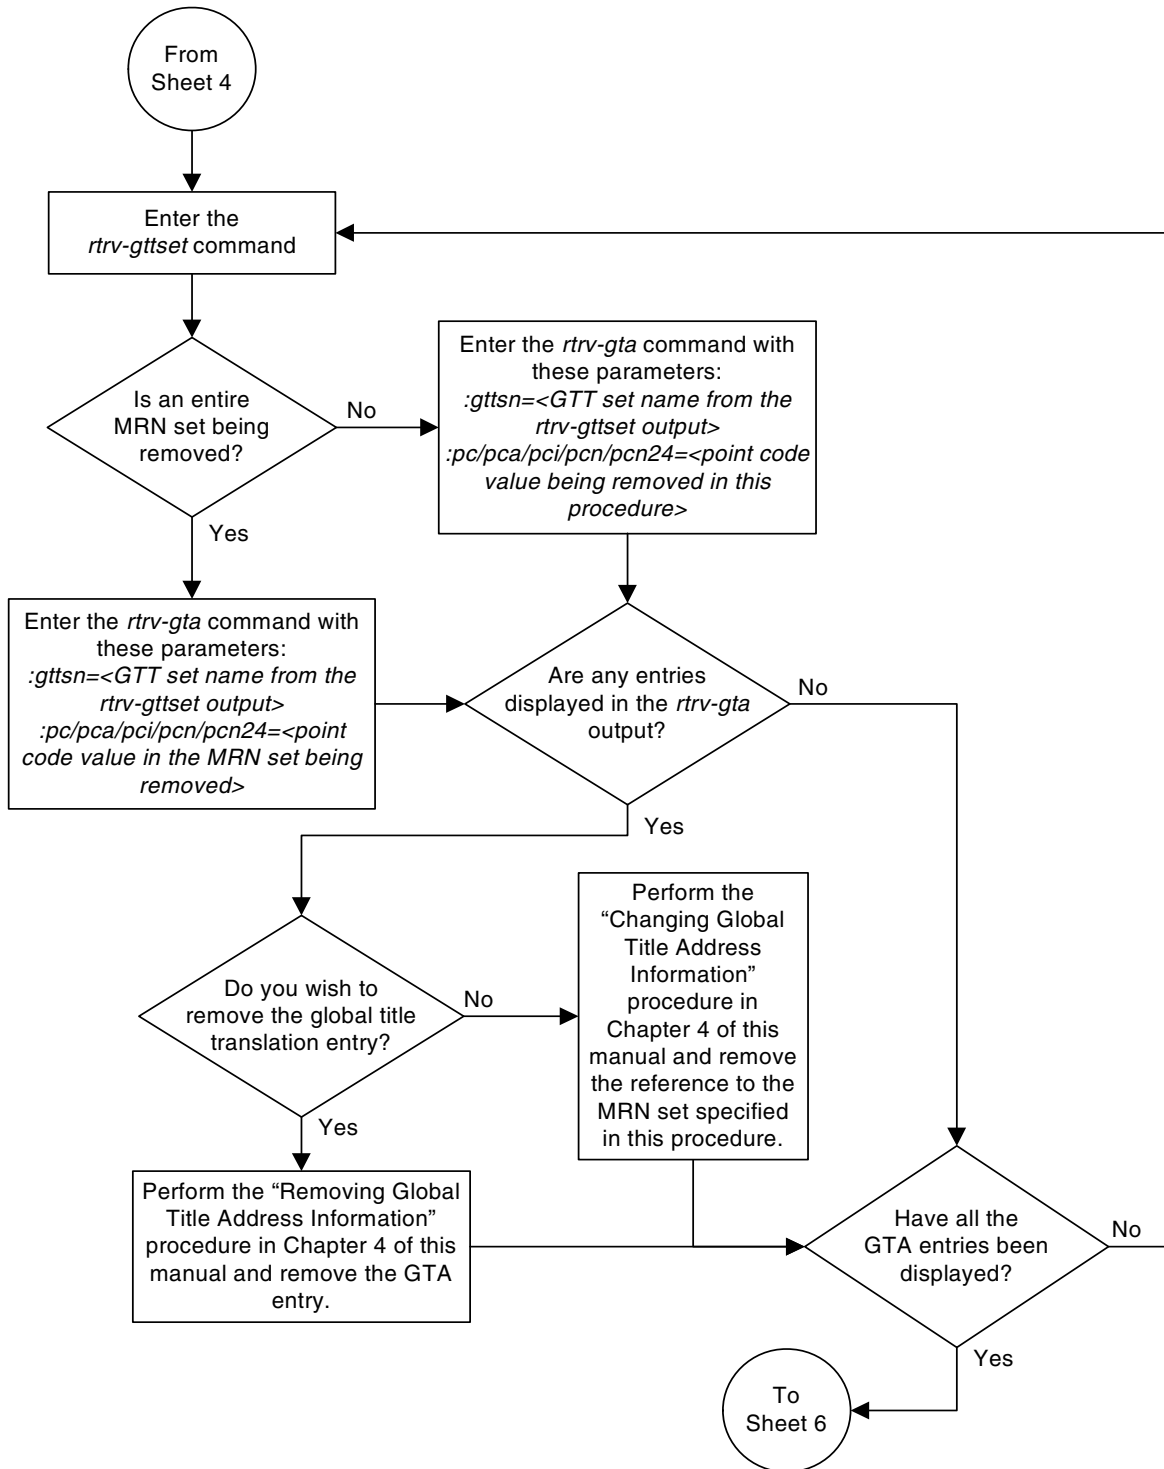 From
Sheet 4
Enter the
rtrv-gttset command
Is an entire
MRN set being
removed?
No
Yes
Enter the rtrv-gta command with
these parameters:
:gttsn=<GTT set name from the
rtrv-gttset output>
:pc/pca/pci/pcn/pcn24=<point code
value being removed in this
procedure>
Enter the rtrv-gta command with
these parameters:
:gttsn=<GTT set name from the
rtrv-gttset output>
:pc/pca/pci/pcn/pcn24=<point
code value in the MRN set being
removed>
Are any entries
displayed in the rtrv-gta
output?
No
Yes
Do you wish to
remove the global title
translation entry?
No
Yes
Perform the
“Changing Global
Title Address
Information”
procedure in
Chapter 4 of this
manual and remove
the reference to the
MRN set specified
in this procedure.
Perform the “Removing Global
Title Address Information”
procedure in Chapter 4 of this
manual and remove the GTA
entry.
Have all the
GTA entries been
displayed?
No
Yes
To
Sheet 6